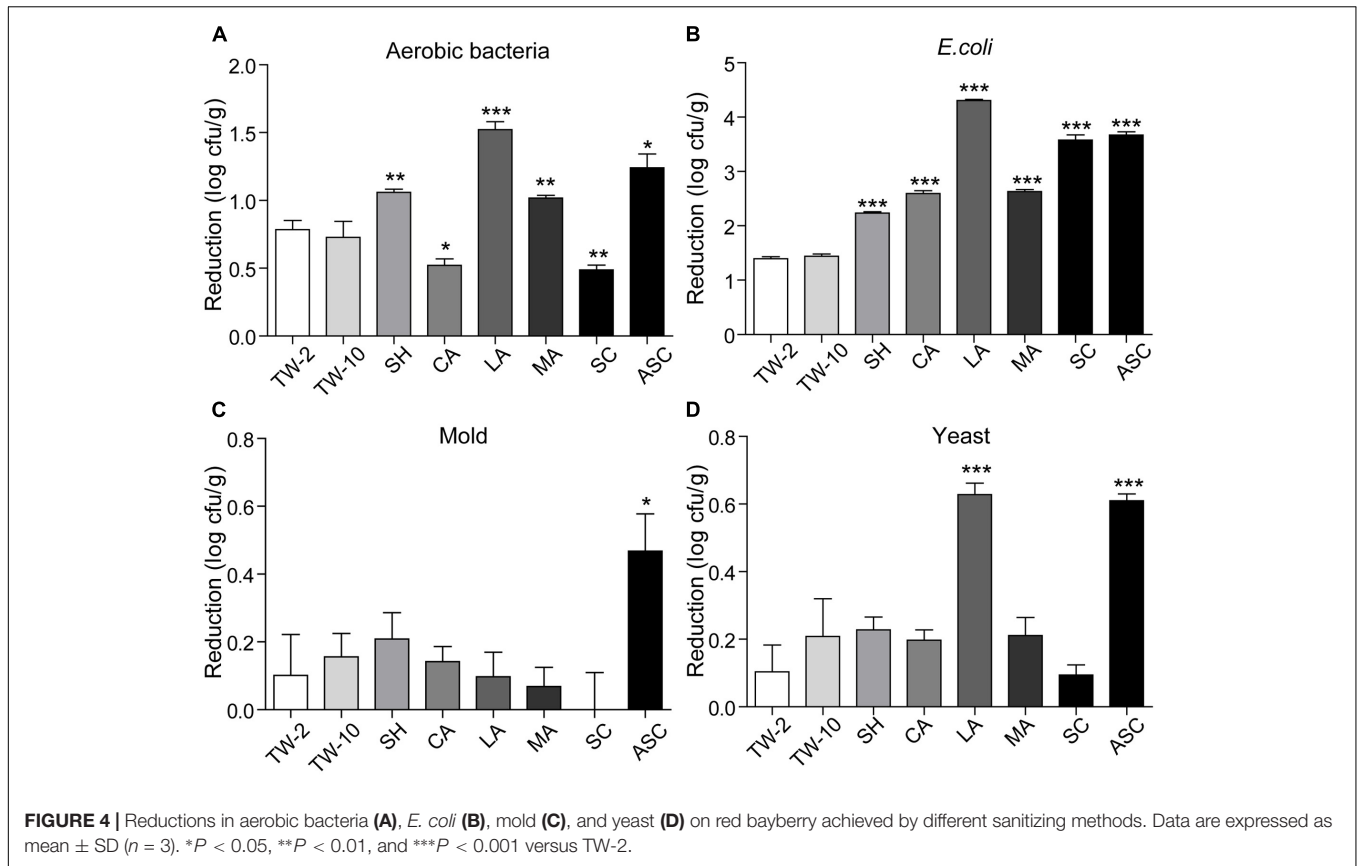 A
Aerobic bacteria
Reduction (log cfu/g)
2.0
1.5
1.0
0.5
0.0
**
*
***
**
**
*
TW-2 TW-10 SH CA LA MA SC ASC
B
E.coli
Reduction (log cfu/g)
5
4
3
2
1
0
***
***
***
***
***
***
TW-2 TW-10 SH CA LA MA SC ASC
C
Mold
Reduction (log cfu/g)
0.8
0.6
0.4
0.2
0.0
*
TW-2 TW-10 SH CA LA MA SC ASC
D
Yeast
Reduction (log cfu/g)
0.8
0.6
0.4
0.2
0.0
***
***
TW-2 TW-10 SH CA LA MA SC ASC
FIGURE 4 | Reductions in aerobic bacteria (A), E. coli (B), mold (C), and yeast (D) on red bayberry achieved by different sanitizing methods. Data are expressed as
mean ± SD (n = 3). *P < 0.05, **P < 0.01, and ***P < 0.001 versus TW-2.